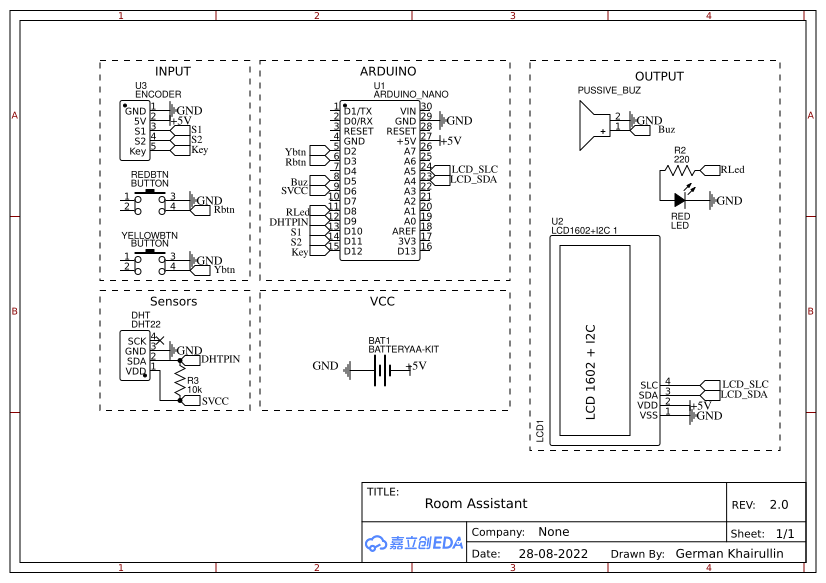 1 2 3 4
A A
B B
INPUT
U3
ENCODER
GND 1 GND
5V 2 +5V
S1 3 S1
S2 4 S2
Key 5 Key
REDBTN
BUTTON
1 3 GND
2 4 Rbtn
YELLOWBTN
BUTTON
1 3 GND
2 4 Ybtn
ARDUINO
U1
ARDUINO_NANO
1 D1/TX VIN 30
2 D0/RX GND 29 GND
3 RESET RESET 28
4 GND +5V 27 +5V
Ybtn 5 D2 A7 26
Rbtn 6 D3 A6 25
7 D4 A5 24 LCD_SLC
Buz 8 D5 A4 23 LCD_SDA
SVCC 9 D6 A3 22
10 D7 A2 21
RLed 11 D8 A1 20
DHTPIN 12 D9 A0 19
S1 13 D10 AREF 18
S2 14 D11 3V3 17
Key 15 D12 D13 16
OUTPUT
PUSSIVE_BUZ
2 GND
+ 1 Buz
R2
220
RLed
GND
RED
LED
U2
LCD1602+I2C 1
LCD 1602 + I2C
LCD1
SLC 4 LCD_SLC
SDA 3 LCD_SDA
VDD 2 +5V
VSS 1 GND
Sensors
DHT
DHT22
SCK 4
GND 3 GND
SDA 2 DHTPIN
VDD 1
R3
10k
SVCC
VCC
BAT1
BATTERYAA-KIT
GND +5V
TITLE:
Room Assistant
REV: 2.0
嘉立创EDA
Company: None
Sheet: 1/1
Date: 28-08-2022 Drawn By: German Khairullin
1 2 3 4